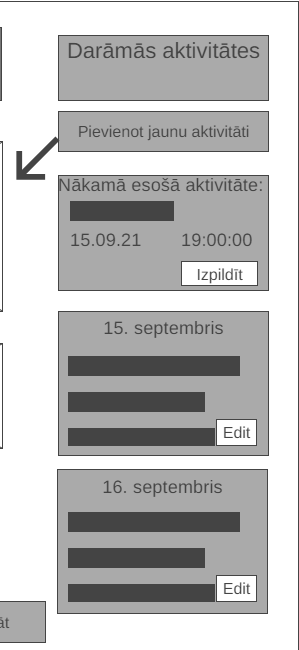 Darāmās aktivitātes
Pievienot jaunu aktivitāti
Nākamā esošā aktivitāte:
15.09.21 19:00:00
Izpildīt
15. septembris
Edit
16. septembris
Edit